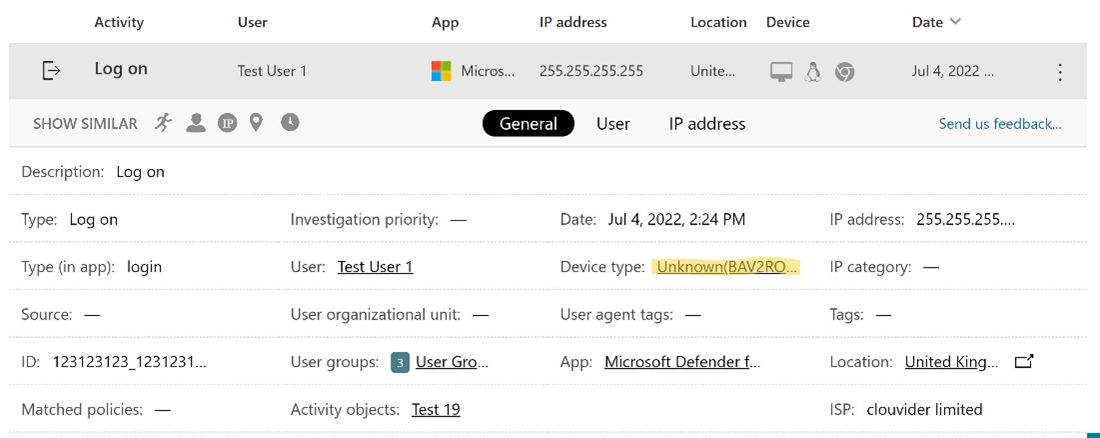 Activity User App IP address Location Device Date
Log on Test User 1 Micros... 255.255.255.255 Unite... Jul 4, 2022 ...
SHOW SIMILAR IP General User IP address Send us feedback...
Description: Log on
Type: Log on Investigation priority: — Date: Jul 4, 2022, 2:24 PM IP address: 255.255.255....
Type (in app): login User: Test User 1 Device type: Unknown(BAV2RO... IP category: —
Source: — User organizational unit: — User agent tags: — Tags: —
ID: 123123123_1231231... User groups: 3 User Gro... App: Microsoft Defender f... Location: United King...
Matched policies: — Activity objects: Test 19 ISP: clouvider limited